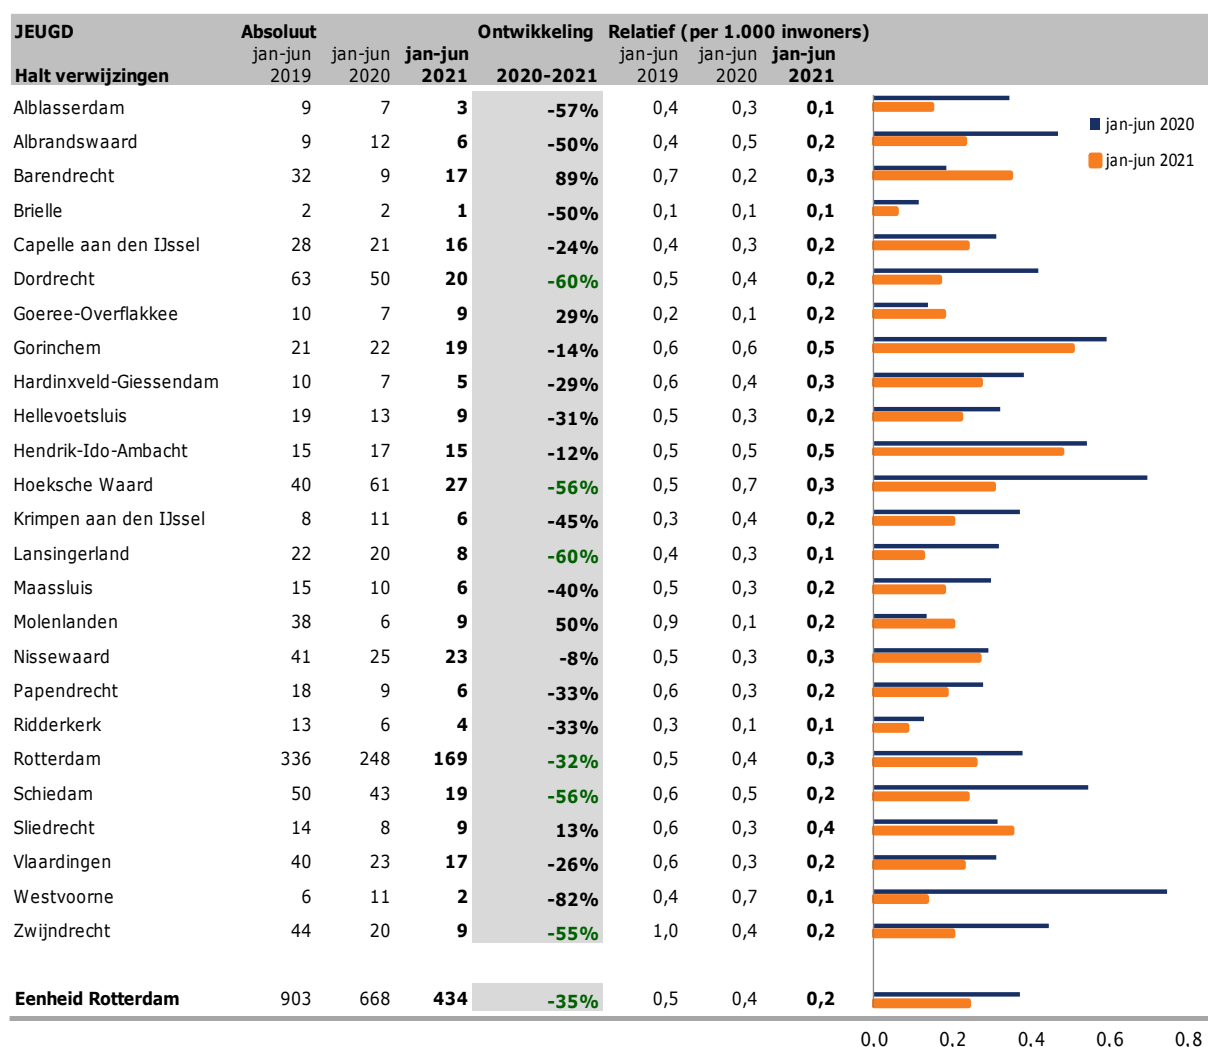 JEUGD Absoluut Ontwikkeling Relatief (per 1.000 inwoners)
jan-jun jan-jun jan-jun jan-jun jan-jun jan-jun
Halt verwijzingen 2019 2020 2021 2020-2021 2019 2020 2021
Alblasserdam 9 7 3 -57% 0,4 0,3 0,1
jan-jun 2020
Albrandswaard 9 12 6 -50% 0,4 0,5 0,2
jan-jun 2021
Barendrecht 32 9 17 89% 0,7 0,2 0,3
Brielle 2 2 1 -50% 0,1 0,1 0,1
Capelle aan den IJssel 28 21 16 -24% 0,4 0,3 0,2
Dordrecht 63 50 20 -60% 0,5 0,4 0,2
Goeree-Overflakkee 10 7 9 29% 0,2 0,1 0,2
Gorinchem 21 22 19 -14% 0,6 0,6 0,5
Hardinxveld-Giessendam 10 7 5 -29% 0,6 0,4 0,3
Hellevoetsluis 19 13 9 -31% 0,5 0,3 0,2
Hendrik-Ido-Ambacht 15 17 15 -12% 0,5 0,5 0,5
Hoeksche Waard 40 61 27 -56% 0,5 0,7 0,3
Krimpen aan den IJssel 8 11 6 -45% 0,3 0,4 0,2
Lansingerland 22 20 8 -60% 0,4 0,3 0,1
Maassluis 15 10 6 -40% 0,5 0,3 0,2
Molenlanden 38 6 9 50% 0,9 0,1 0,2
Nissewaard 41 25 23 -8% 0,5 0,3 0,3
Papendrecht 18 9 6 -33% 0,6 0,3 0,2
Ridderkerk 13 6 4 -33% 0,3 0,1 0,1
Rotterdam 336 248 169 -32% 0,5 0,4 0,3
Schiedam 50 43 19 -56% 0,6 0,5 0,2
Sliedrecht 14 8 9 13% 0,6 0,3 0,4
Vlaardingen 40 23 17 -26% 0,6 0,3 0,2
Westvoorne 6 11 2 -82% 0,4 0,7 0,1
Zwijndrecht 44 20 9 -55% 1,0 0,4 0,2
Eenheid Rotterdam 903 668 434 -35% 0,5 0,4 0,2
0,0 0,2 0,4 0,6 0,8